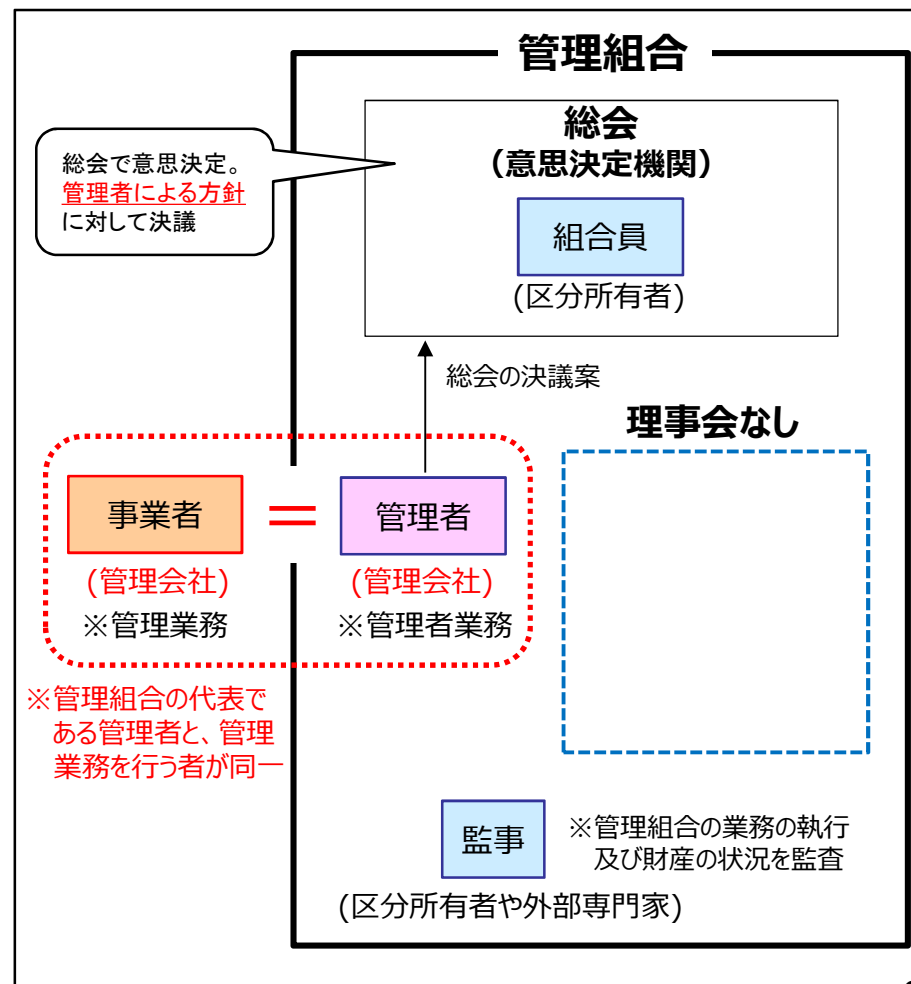 管理組合
総会
（意思決定機関）
総会で意思決定。
管理者による方針
に対して決議
組合員
(区分所有者)
総会の決議案
理事会なし
事業者
＝
管理者
(管理会社)
(管理会社)
※管理業務
※管理者業務
※管理組合の代表で
ある管理者と、管理
業務を行う者が同一
監事
※管理組合の業務の執行
及び財産の状況を監査
(区分所有者や外部専門家)